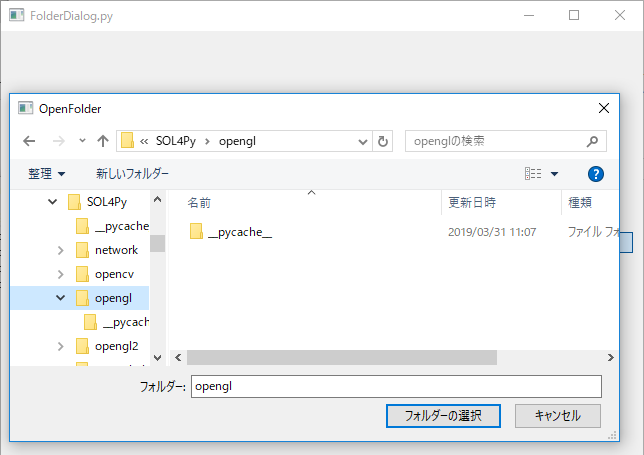 FolderDialog.py
OpenFolder
« SOL4Py › opengl
openglの検索
整理 新しいフォルダー
名前 更新日時 種類
SOL4Py
__pycache
network
opencv
opengl
__pycach
opengl2
__pycache__ 2019/03/31 11:07 ファイル フォ
フォルダー: opengl
フォルダーの選択 キャンセル